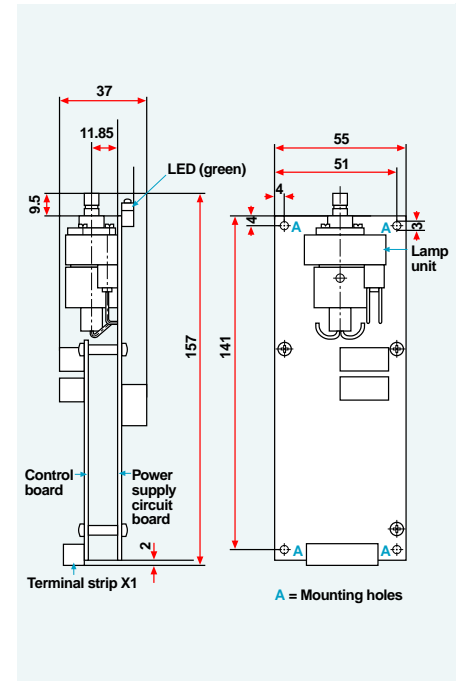 37
55
11.85
51
LED (green)
9.5
4
4
A
A
3
Lamp
unit
157
141
Control
board
Power
supply
circuit
board
2
A
A
Terminal strip X1
A = Mounting holes